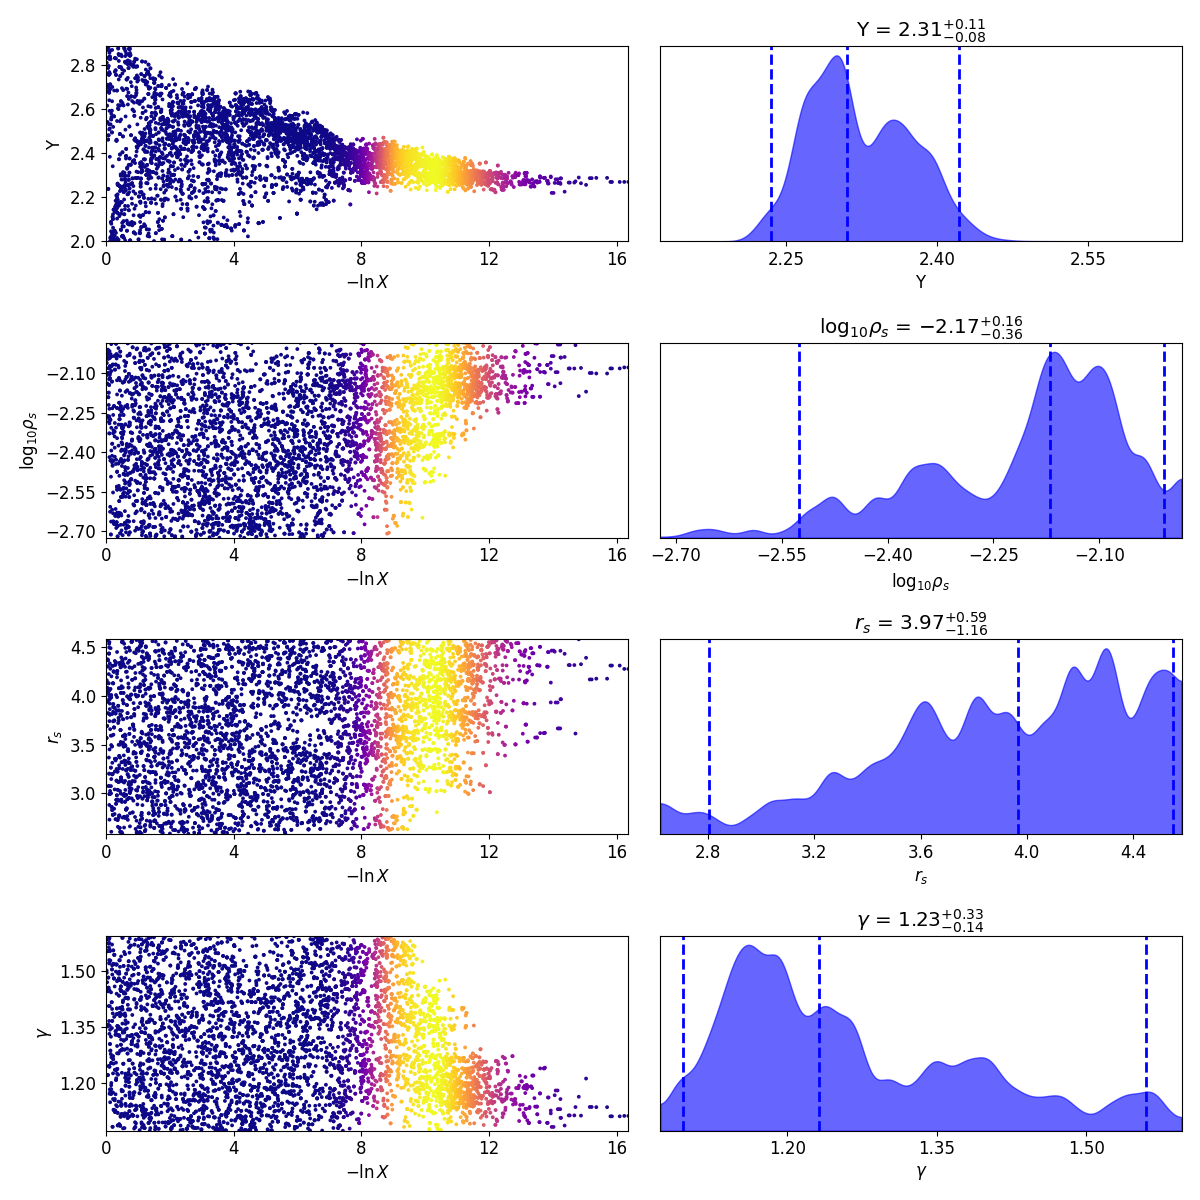 Y = 2.31+0.11 −0.08
2.8
2.6
2.4
2.2
2.0
Y
0 4 8 12 16
−ln X
2.25 2.40 2.55
Y
log10ρs = −2.17+0.16 −0.36
−2.10
−2.25
−2.40
−2.55
−2.70
log10ρs
0 4 8 12 16
−ln X
−2.70 −2.55 −2.40 −2.25 −2.10
log10ρs
rs = 3.97+0.59 −1.16
4.5
4.0
3.5
3.0
rs
0 4 8 12 16
−ln X
2.8 3.2 3.6 4.0 4.4
rs
γ = 1.23+0.33 −0.14
1.50
1.35
1.20
γ
0 4 8 12 16
−ln X
1.20 1.35 1.50
γ